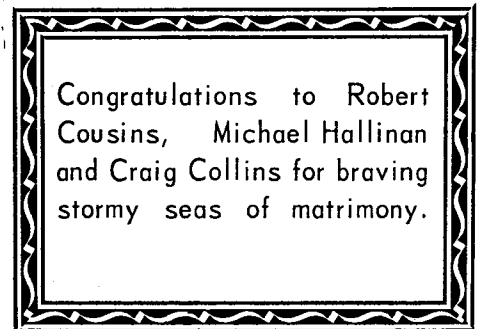 Congratulations to Robert
Cousins, Michael Hallinan
and Craig Collins for braving
stormy seas of matrimony.